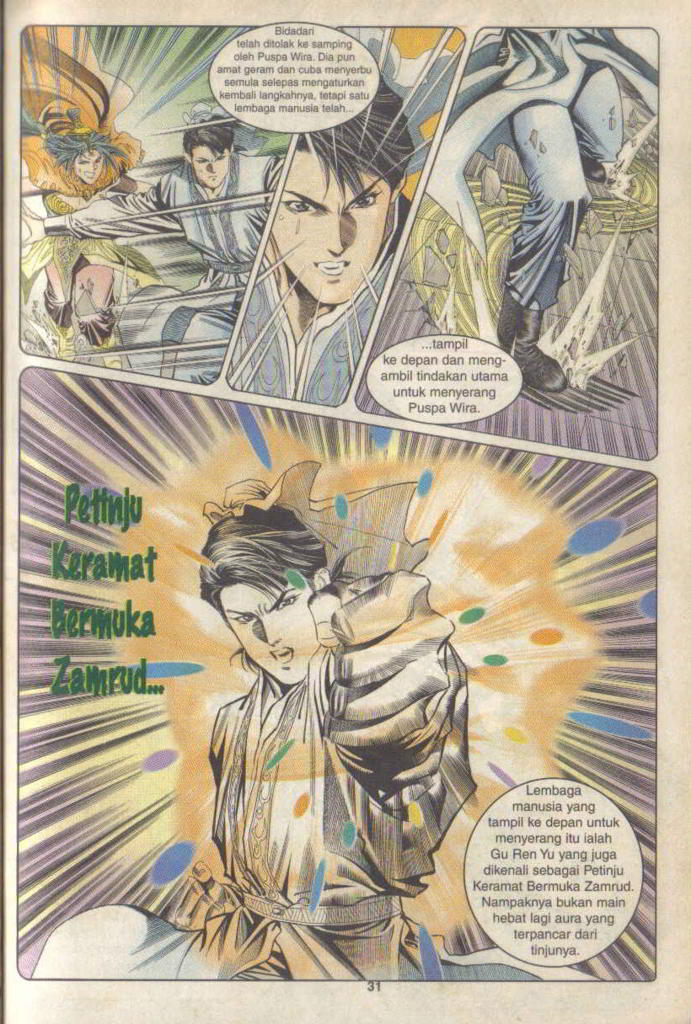 Bidadari
telah ditolak ke samping
oleh Puspa Wira. Dia pun
amat geram dan cuba menyerbu
semula selepas mengaturkan
kembali langkahnya, tetapi satu
lembaga manusia telah...
...tampil
ke depan dan meng-
ambil tindakan utama
untuk menyerang
Puspa Wira.
Petinju
Keramat
Bermuka
Zamrud...
Lembaga
manusia yang
tampil ke depan untuk
menyerang itu ialah
Gu Ren Yu yang juga
dikenali sebagai Petinju
Keramat Bermuka Zamrud.
Nampaknya bukan main
hebat lagi aura yang
terpancar dari
tinjunya.
31